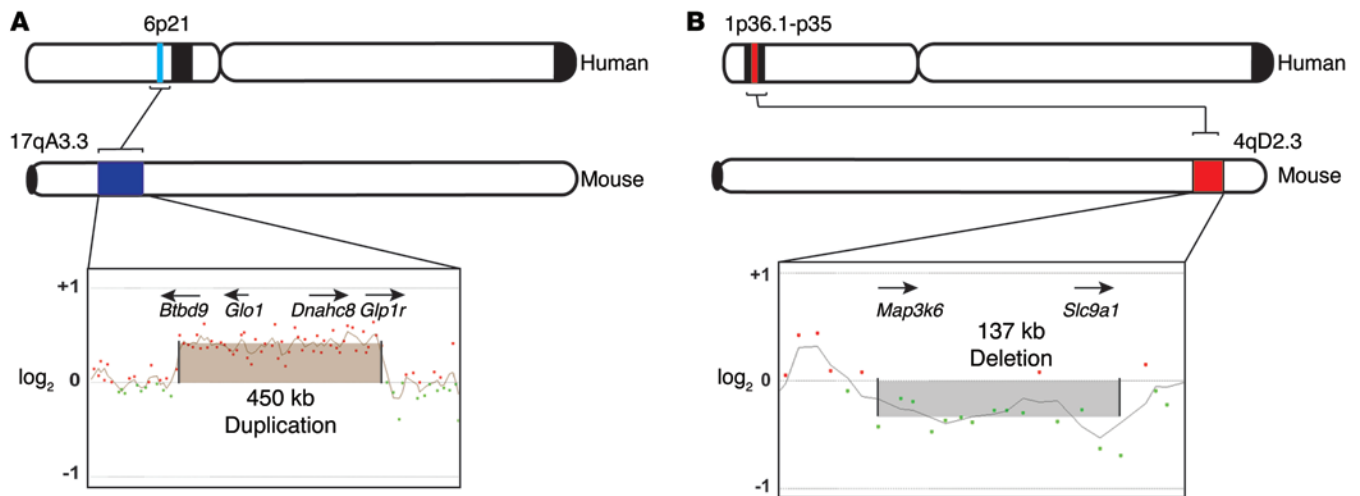 A
6p21
Human
17qA3.3
Mouse
+1
Btbd9 Glo1 Dnahc8 Glp1r
log2 0
450 kb
Duplication
-1
B
1p36.1-p35
Human
4qD2.3
Mouse
+1
Map3k6 Slc9a1
137 kb
Deletion
log2 0
-1